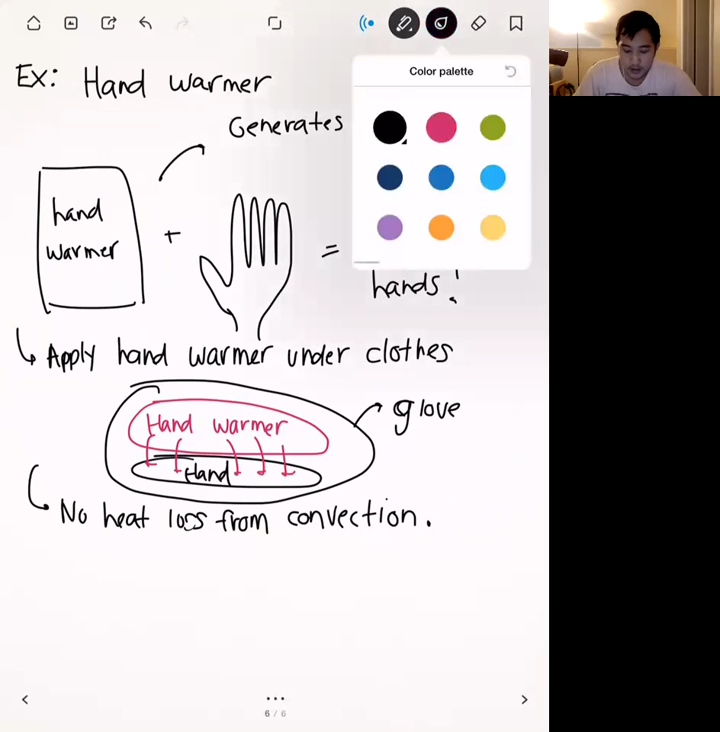 Color palette
Ex: Hand warmer
Generates
hand
warmer
+
=
hands!
Apply hand warmer under clothes
Hand warmer
glove
Hand
No heat loss from convection.
6 / 6